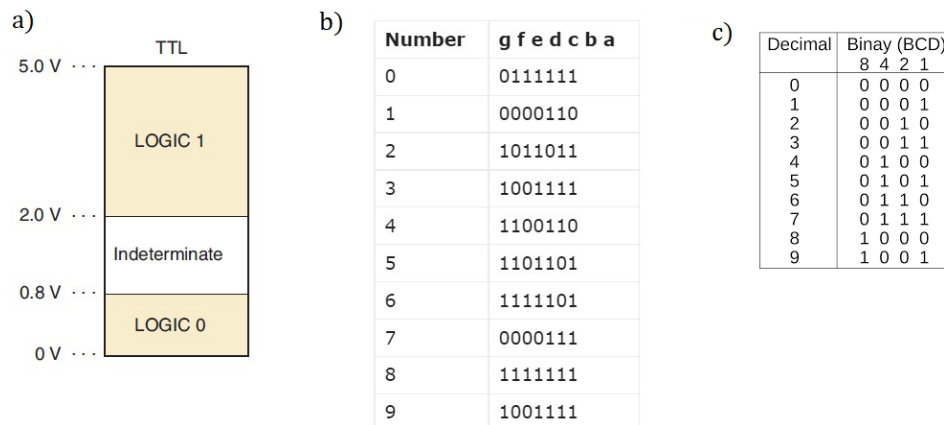 a)
TTL
5.0 V ···
LOGIC 1
2.0 V ···
Indeterminate
0.8 V ···
LOGIC 0
0 V ···
b)
Number g f e d c b a
0 0111111
1 0000110
2 1011011
3 1001111
4 1100110
5 1101101
6 1111101
7 0000111
8 1111111
9 1001111
c)
Decimal Binay (BCD)
8 4 2 1
0 0 0 0 0
1 0 0 0 1
2 0 0 1 0
3 0 0 1 1
4 0 1 0 0
5 0 1 0 1
6 0 1 1 0
7 0 1 1 1
8 1 0 0 0
9 1 0 0 1